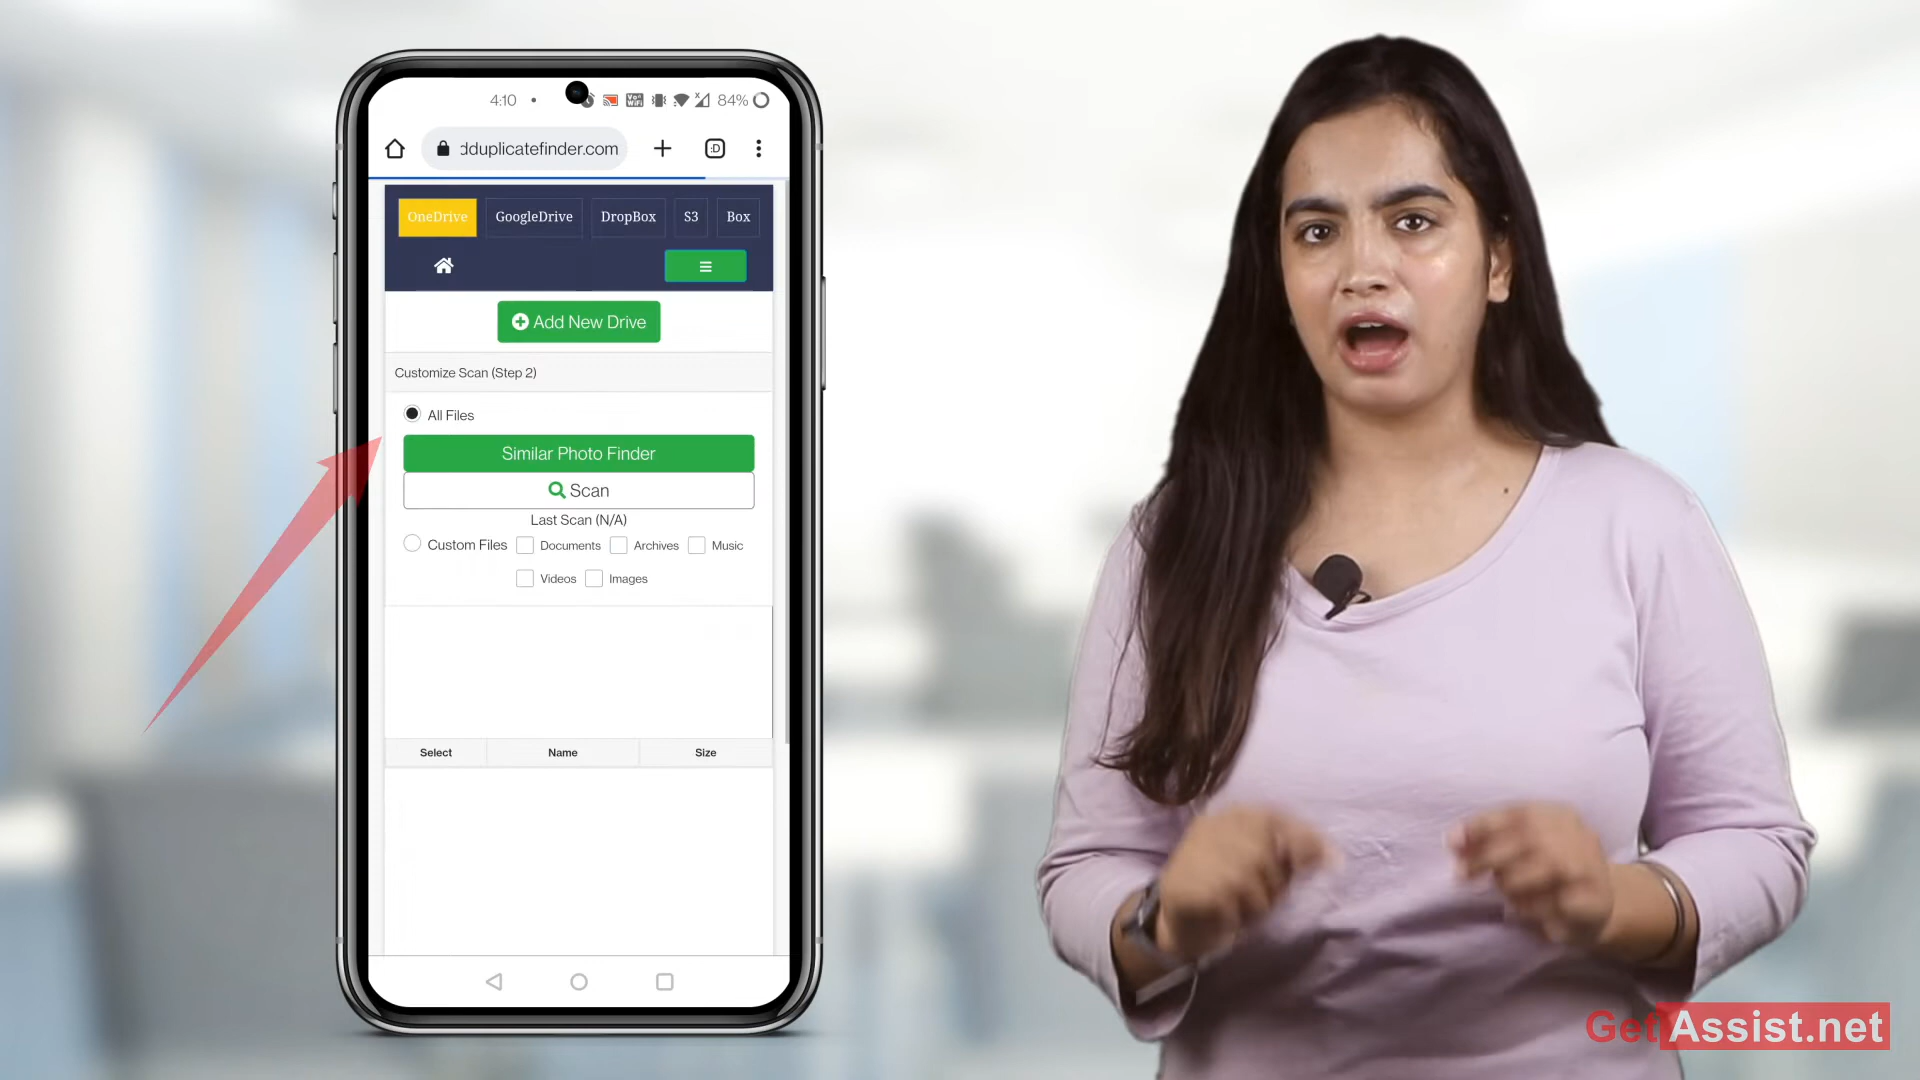 4:10 84%
dduplicatefinder.com :D
OneDrive GoogleDrive DropBox S3 Box
Add New Drive
Customize Scan (Step 2)
All Files
Similar Photo Finder
Scan
Last Scan (N/A)
Custom Files Documents Archives Music
Videos Images
Select Name Size
GetAssist.net